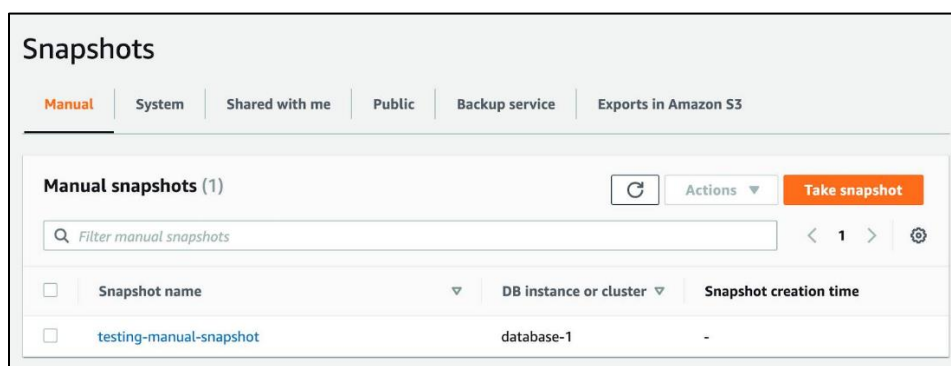 Snapshots
Manual System Shared with me Public Backup service Exports in Amazon S3
Manual snapshots (1) Actions Take snapshot
Filter manual snapshots 1
Snapshot name DB instance or cluster Snapshot creation time
testing-manual-snapshot database-1 -